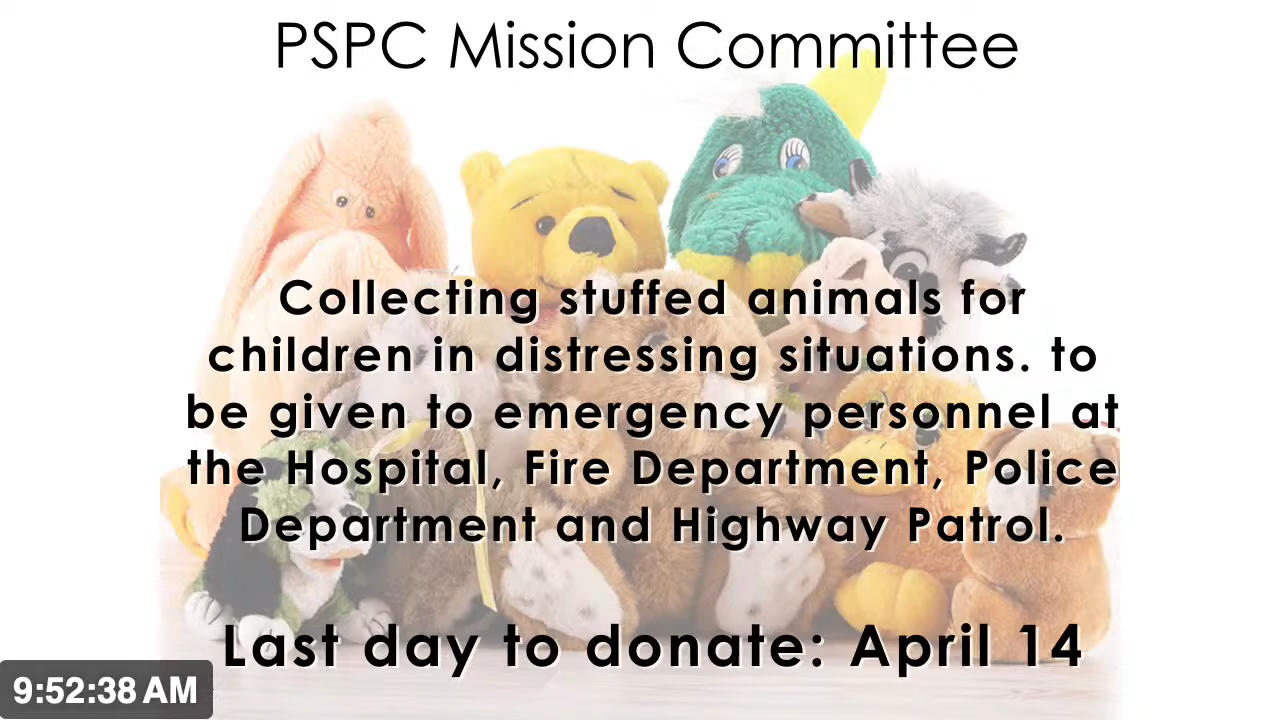 PSPC Mission Committee
Collecting stuffed animals for
children in distressing situations. to
be given to emergency personnel at
the Hospital, Fire Department, Police
Department and Highway Patrol.
Last day to donate: April 14
9:52:38 AM